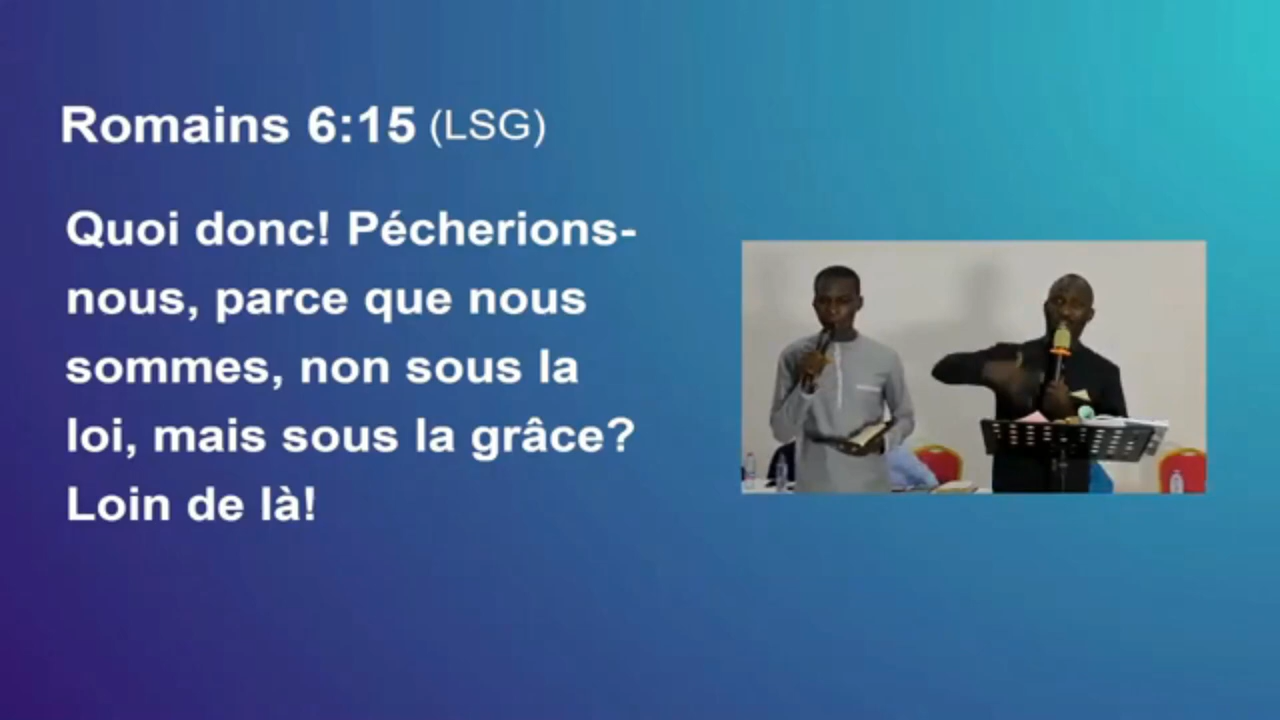 Romains 6:15 (LSG)
Quoi donc! Pécherions-
nous, parce que nous
sommes, non sous la
loi, mais sous la grâce?
Loin de là!